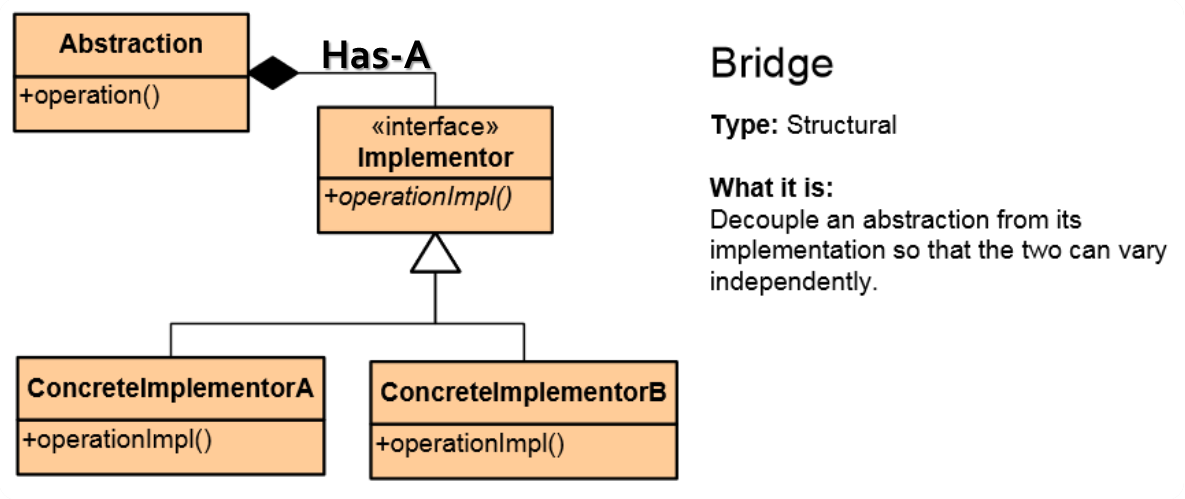 Abstraction
+operation()
Has-A
«interface»
Implementor
+operationImpl()
ConcreteImplementorA
+operationImpl()
ConcreteImplementorB
+operationImpl()
Bridge
Type: Structural
What it is:
Decouple an abstraction from its
implementation so that the two can vary
independently.